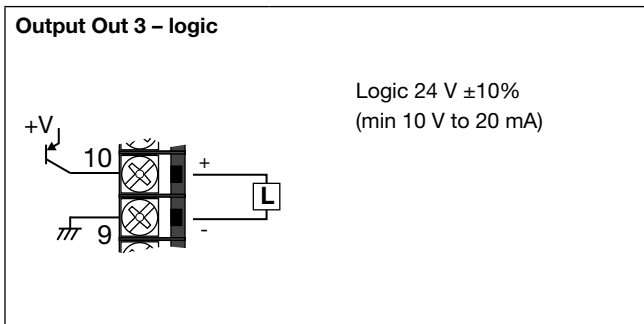 Output Out 3 – logic
Logic 24 V ±10%
(min 10 V to 20 mA)
+V
10
+
L
9
-